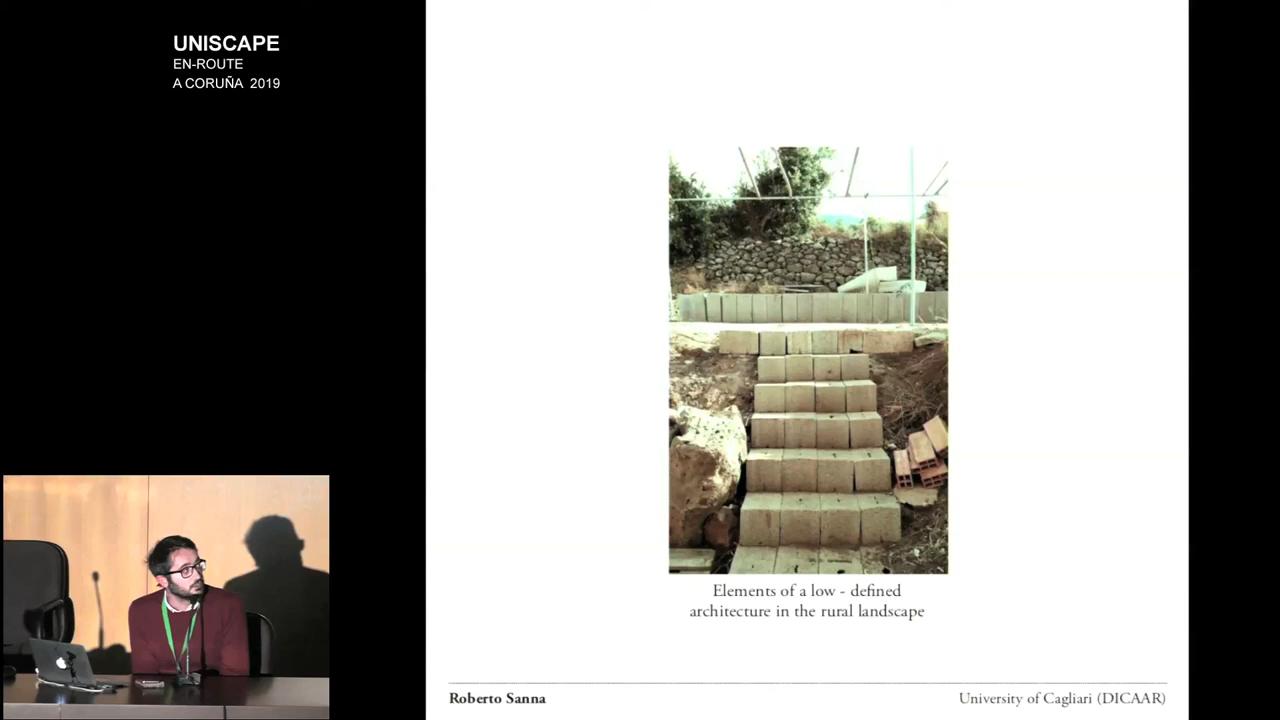 UNISCAPE
EN-ROUTE
A CORUÑA 2019
Elements of a low - defined
architecture in the rural landscape
Roberto Sanna
University of Cagliari (DICAAR)